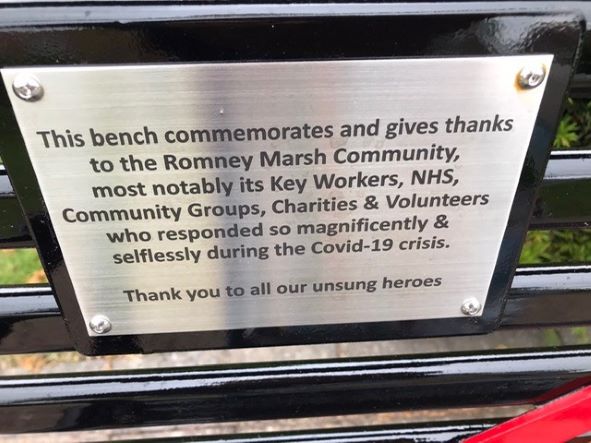 This bench commemorates and gives thanks
to the Romney Marsh Community,
most notably its Key Workers, NHS,
Community Groups, Charities & Volunteers
who responded so magnificently &
selflessly during the Covid-19 crisis.
Thank you to all our unsung heroes